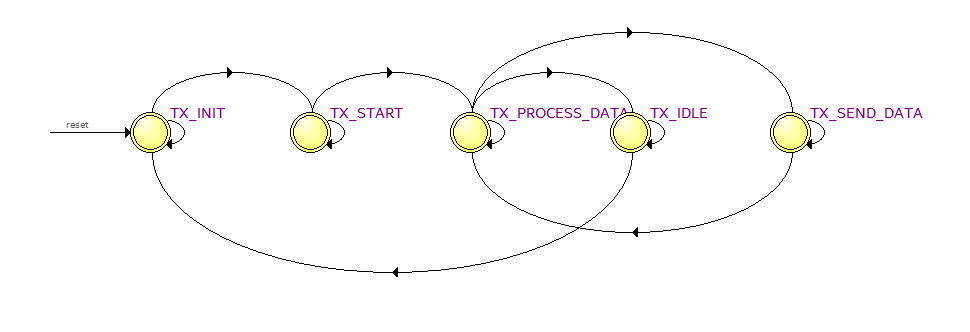 TX_INIT
TX_START
TX_PROCESS_DATA
TX_IDLE
TX_SEND_DATA
reset